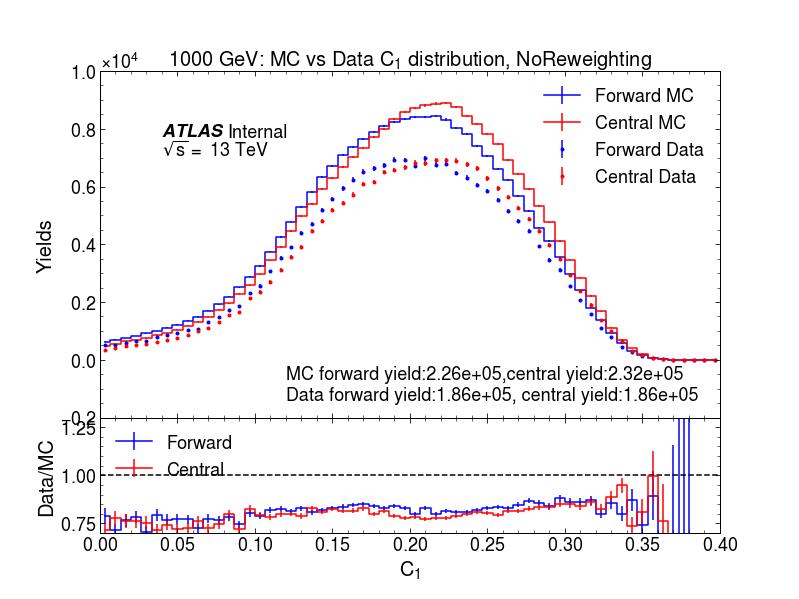 ×10⁴ 1000 GeV: MC vs Data C₁ distribution, NoReweighting
1.0
ATLAS Internal
√s = 13 TeV
Forward MC
Central MC
Forward Data
Central Data
0.8
0.6
0.4
0.2
0.0
Yields
MC forward yield:2.26e+05,central yield:2.32e+05
Data forward yield:1.86e+05, central yield:1.86e+05
0.2
1.25
1.00
0.75
Data/MC
Forward
Central
0.00 0.05 0.10 0.15 0.20 0.25 0.30 0.35 0.40
C₁